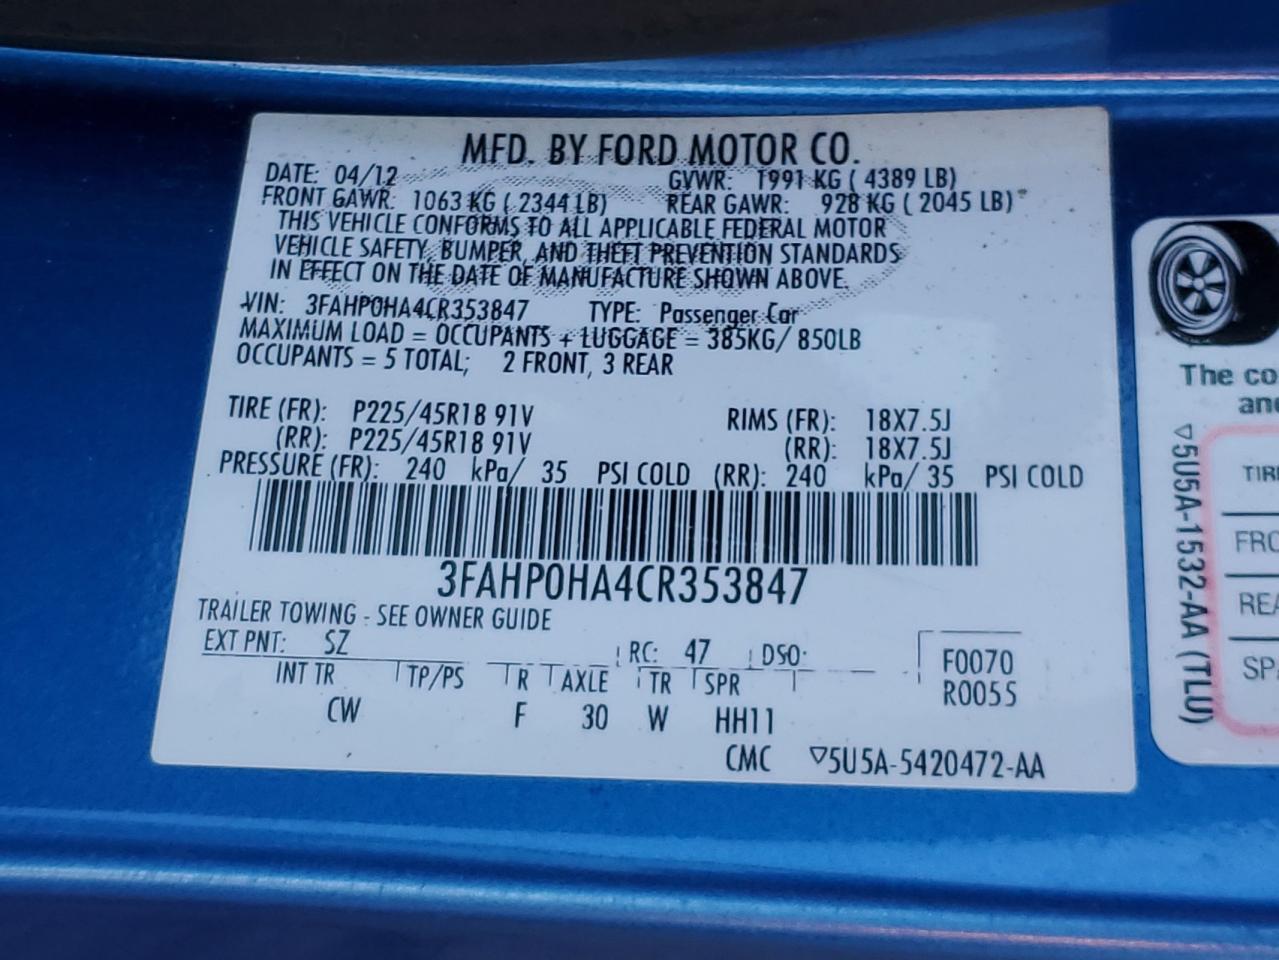 MFD. BY FORD MOTOR CO.
DATE: 04/12 GVWR: 1991 KG ( 4389 LB)
FRONT GAWR: 1063 KG ( 2344 LB) REAR GAWR: 928 KG ( 2045 LB)
THIS VEHICLE CONFORMS TO ALL APPLICABLE FEDERAL MOTOR
VEHICLE SAFETY, BUMPER, AND THEFT PREVENTION STANDARDS
IN EFFECT ON THE DATE OF MANUFACTURE SHOWN ABOVE.
VIN: 3FAHP0HA4CR353847 TYPE: Passenger Car
MAXIMUM LOAD = OCCUPANTS + LUGGAGE = 385KG/ 850LB
OCCUPANTS = 5 TOTAL; 2 FRONT, 3 REAR
TIRE (FR): P225/45R18 91V RIMS (FR): 18X7.5J
(RR): P225/45R18 91V (RR): 18X7.5J
PRESSURE (FR): 240 kPa/ 35 PSI COLD (RR): 240 kPa/ 35 PSI COLD
3FAHP0HA4CR353847
TRAILER TOWING - SEE OWNER GUIDE
EXT PNT: SZ RC: 47 DSO:
INT TR TP/PS R AXLE TR SPR
CW F 30 W HH11
F0070
R0055
CMC ▽5U5A-5420472-AA
The co
and
▽5U5A-1532-AA (TLU)
TIR
FRO
REA
SPA